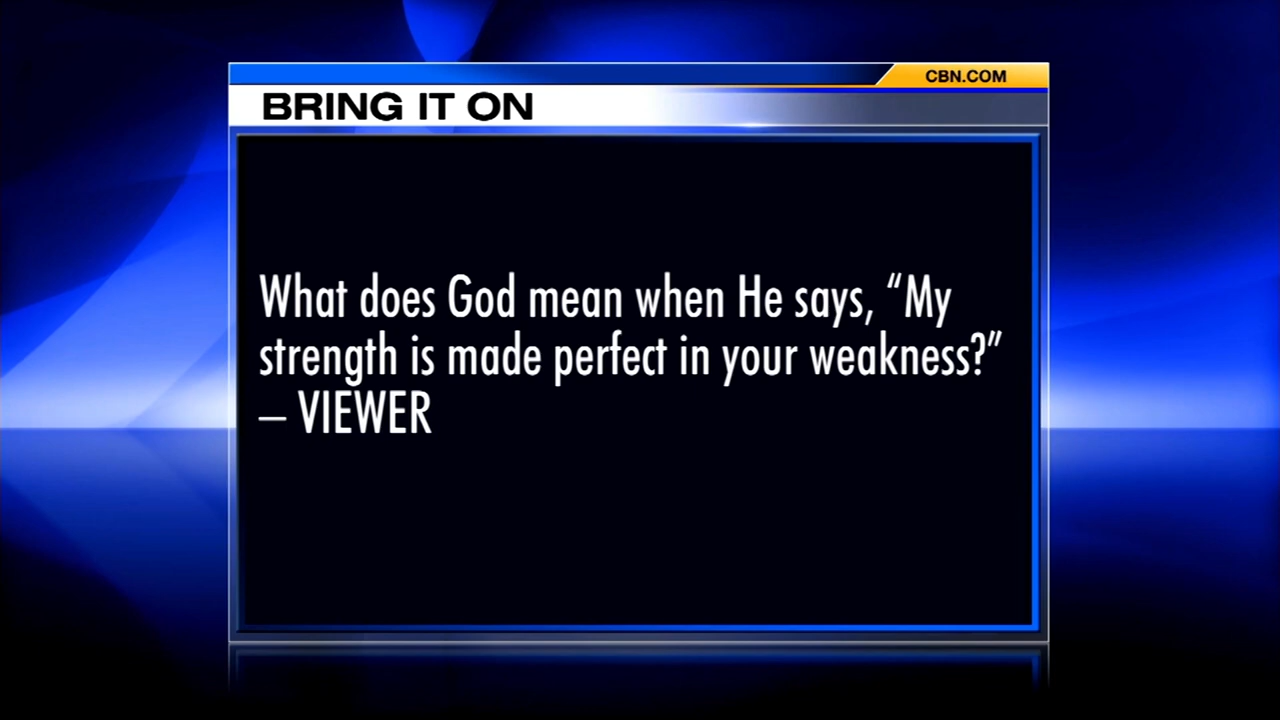 CBN.COM
BRING IT ON
What does God mean when He says, “My
strength is made perfect in your weakness?”
– VIEWER